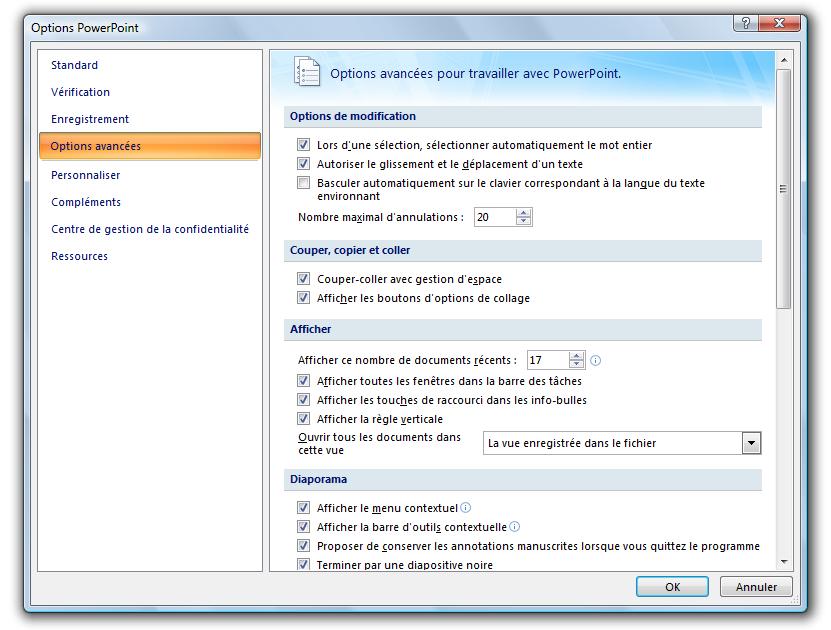 Options PowerPoint
Standard
Vérification
Enregistrement
Options avancées
Personnaliser
Compléments
Centre de gestion de la confidentialité
Ressources
Options avancées pour travailler avec PowerPoint.
Options de modification
Lors d'une sélection, sélectionner automatiquement le mot entier
Autoriser le glissement et le déplacement d'un texte
Basculer automatiquement sur le clavier correspondant à la langue du texte
environnant
Nombre maximal d'annulations : 20
Couper, copier et coller
Couper-coller avec gestion d'espace
Afficher les boutons d'options de collage
Afficher
Afficher ce nombre de documents récents : 17
Afficher toutes les fenêtres dans la barre des tâches
Afficher les touches de raccourci dans les info-bulles
Afficher la règle verticale
Ouvrir tous les documents dans
cette vue
La vue enregistrée dans le fichier
Diaporama
Afficher le menu contextuel
Afficher la barre d'outils contextuelle
Proposer de conserver les annotations manuscrites lorsque vous quittez le programme
Terminer par une diapositive noire
OK Annuler